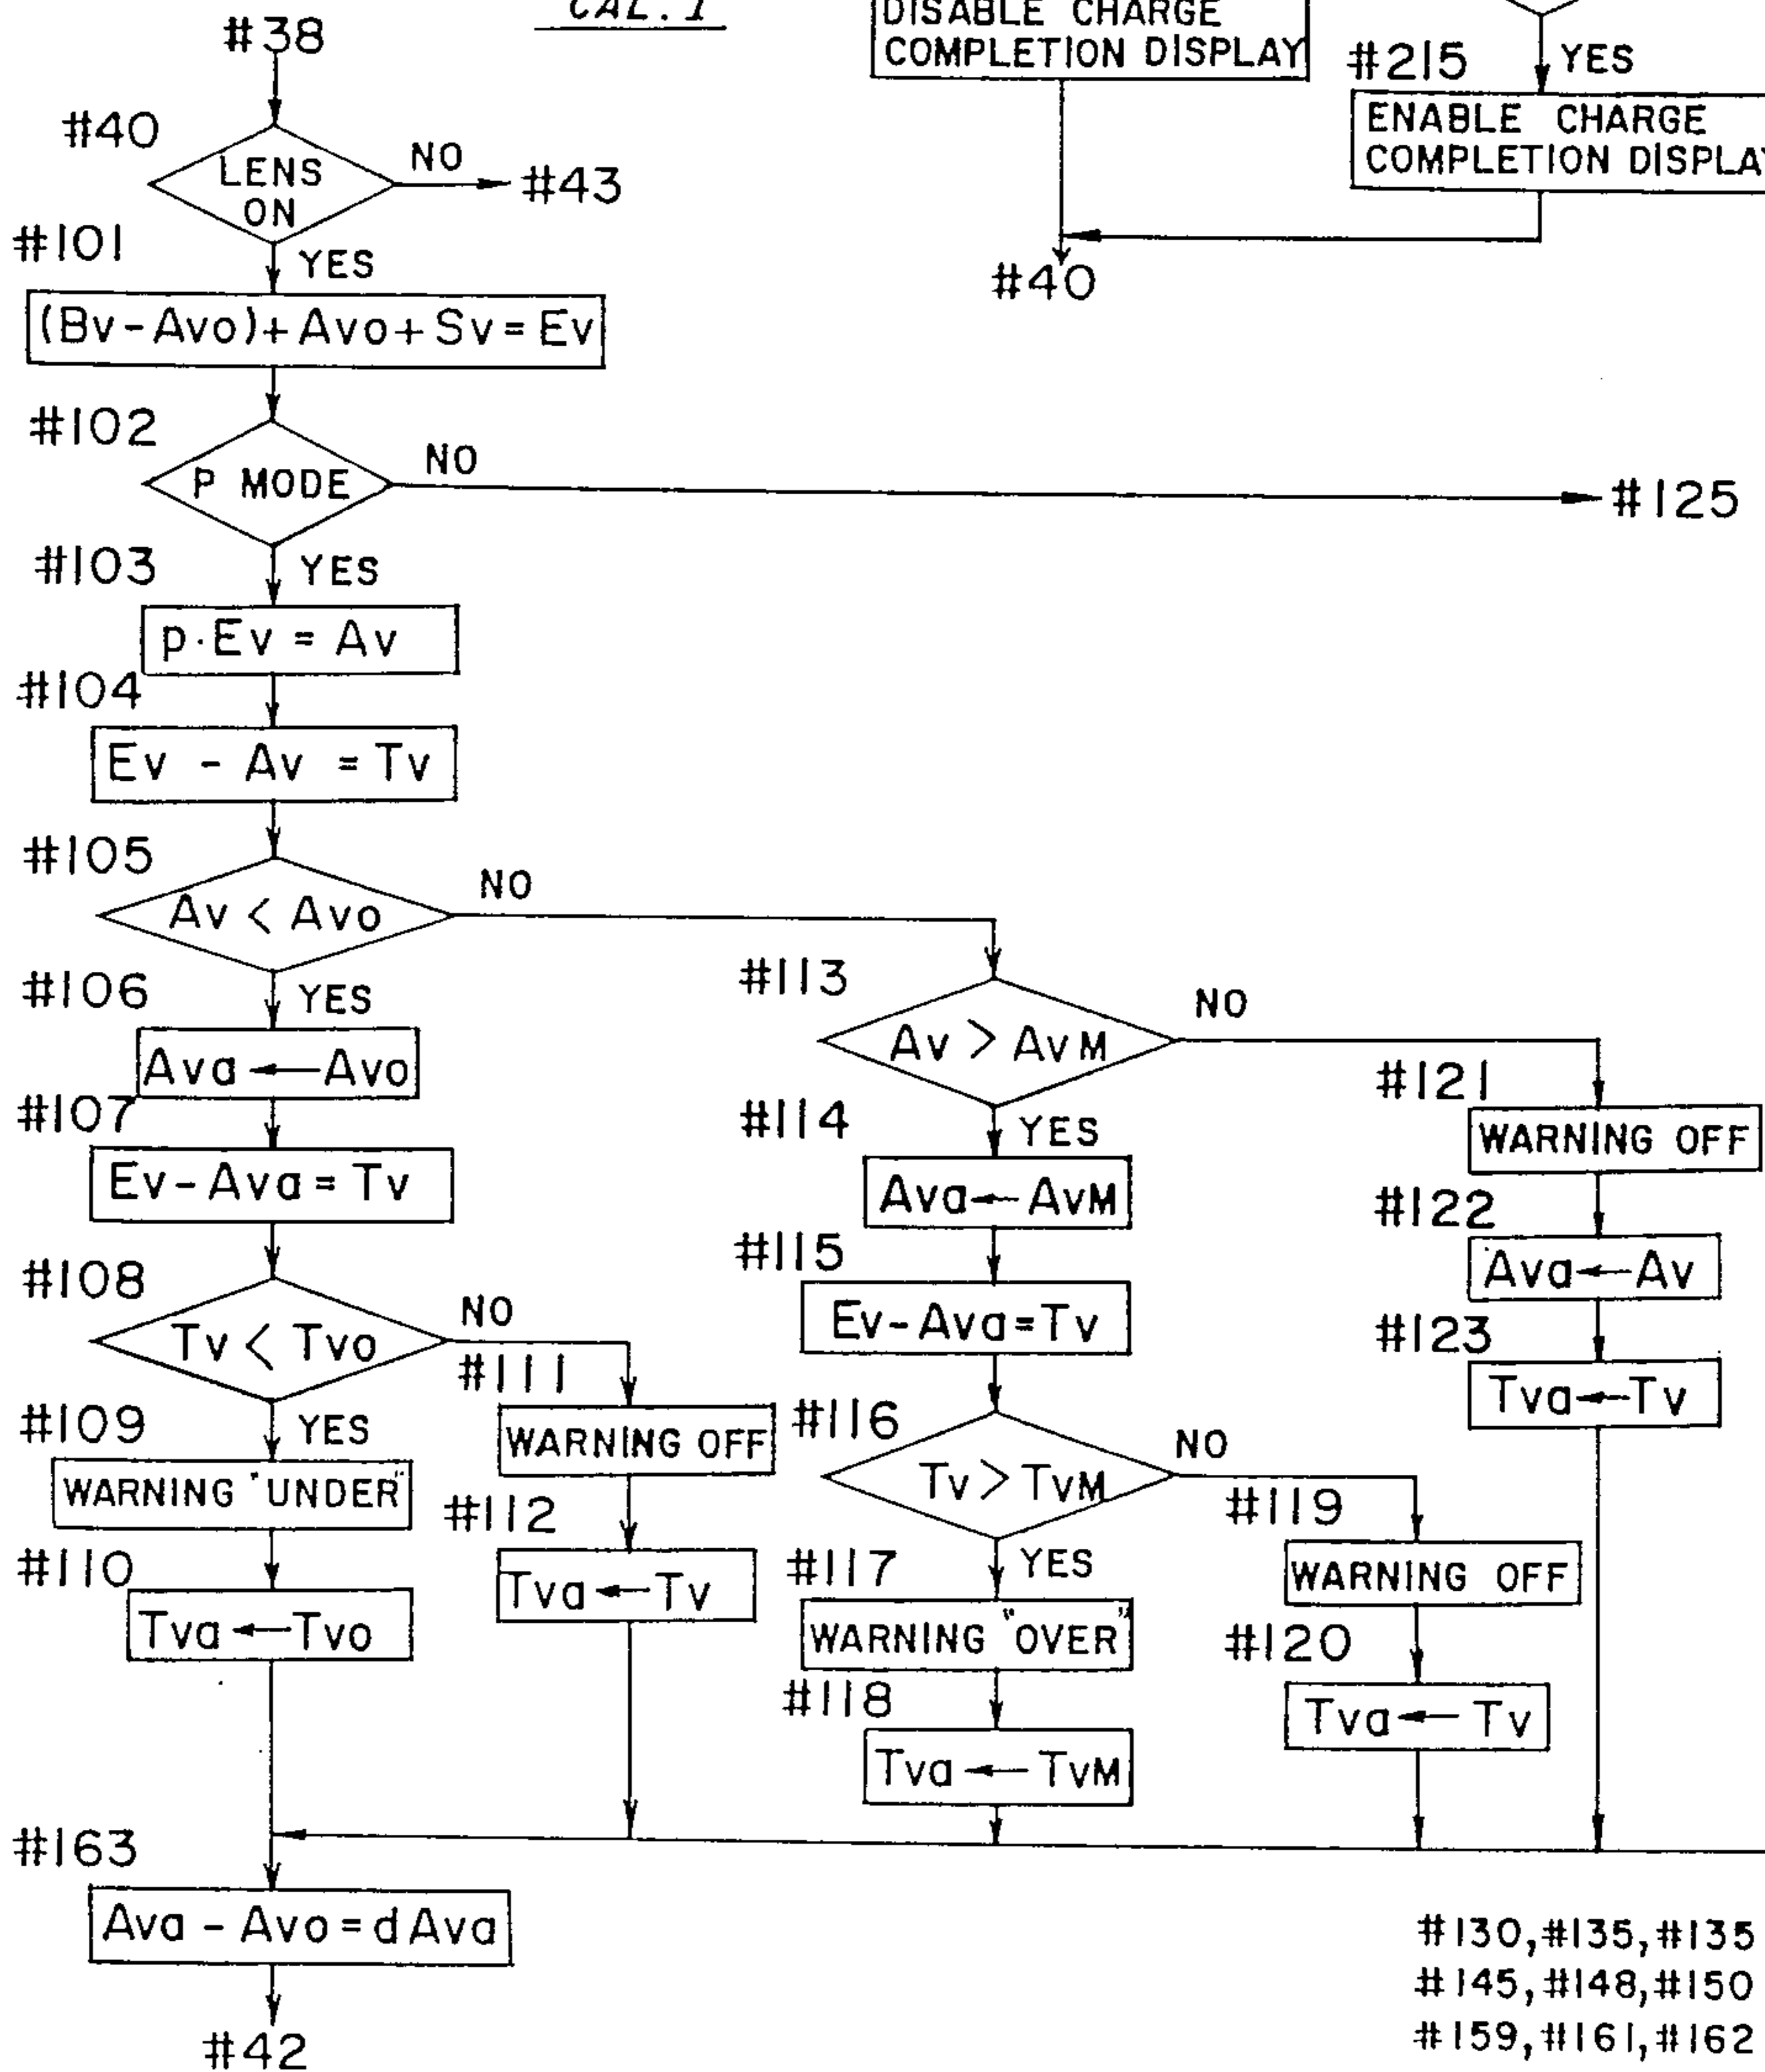 CAL. I
#38
#40
LENS
ON
NO
#43
#101
YES
(Bv-Avo)+Avo+Sv=Ev
#102
P MODE
NO
#125
#103
YES
p·Ev = Av
#104
Ev - Av = Tv
#105
Av < Avo
NO
#106
YES
Ava ← Avo
#107
Ev-Ava=Tv
#108
Tv < Tvo
NO
#109
YES
WARNING "UNDER"
#110
Tva ← Tvo
#111
WARNING OFF
#112
Tva ← Tv
#113
Av > AvM
NO
#114
YES
Ava ← AvM
#115
Ev-Ava=Tv
#116
Tv > TvM
NO
#117
YES
WARNING "OVER"
#118
Tva ← TvM
#119
WARNING OFF
#120
Tva ← Tv
#121
WARNING OFF
#122
Ava ← Av
#123
Tva ← Tv
#163
Ava - Avo = dAva
#42
DISABLE CHARGE
COMPLETION DISPLAY
#215
YES
ENABLE CHARGE
COMPLETION DISPLAY
#40
#130,#135,#135
#145,#148,#150
#159,#161,#162